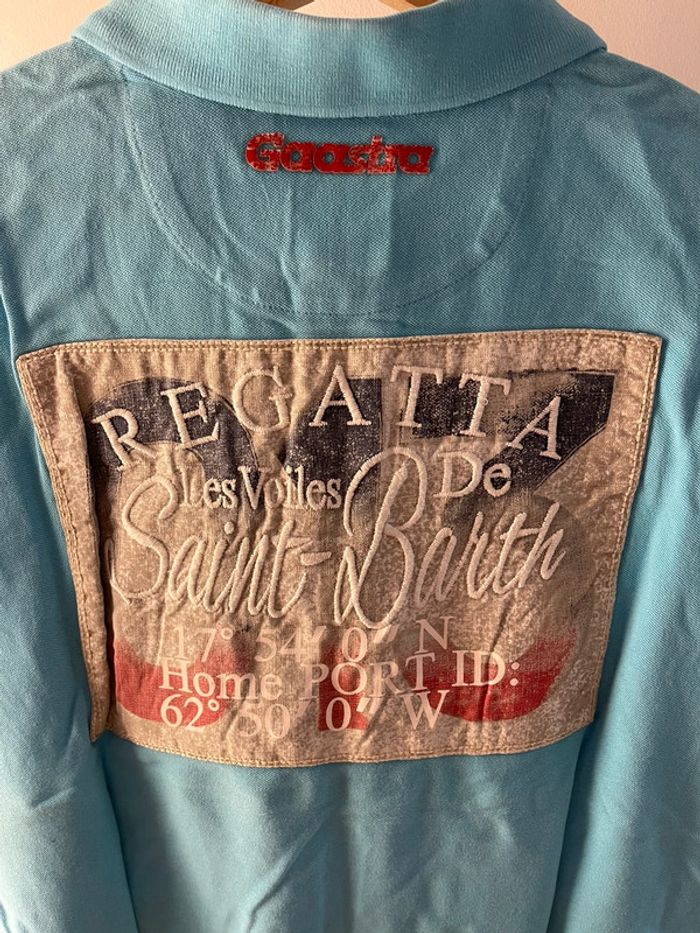 Gaastra
REGATTA
Les Voiles De
Saint-Barth
17° 54' 0" N
Home PORT ID:
62° 50' 0" W